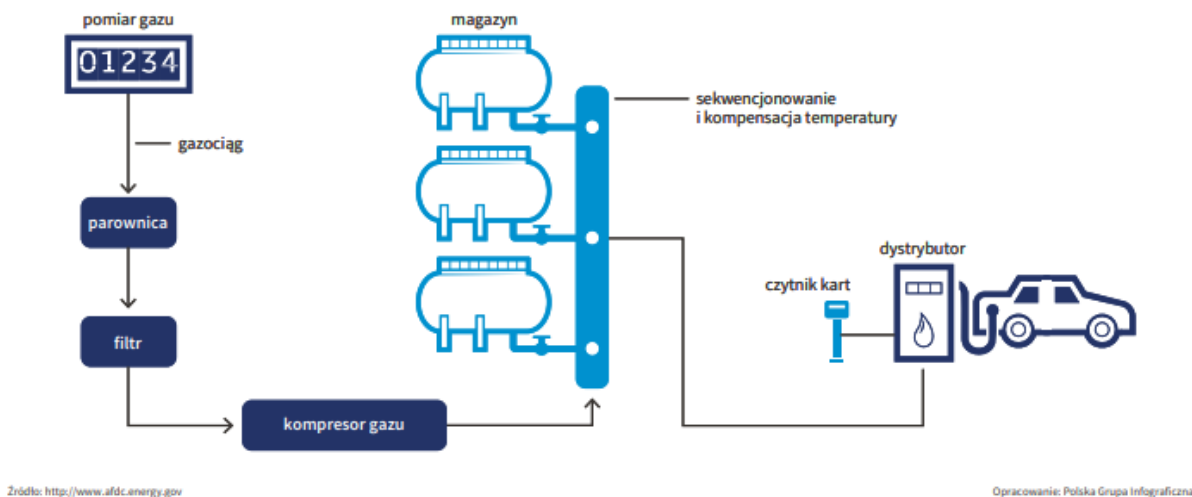 pomiar gazu
01234
gazociąg
parownica
filtr
kompresor gazu
magazyn
sekwencjonowanie
i kompensacja temperatury
dystrybutor
czytnik kart
Źródło: http://www.afdc.energy.gov
Opracowanie: Polska Grupa Infograficzna